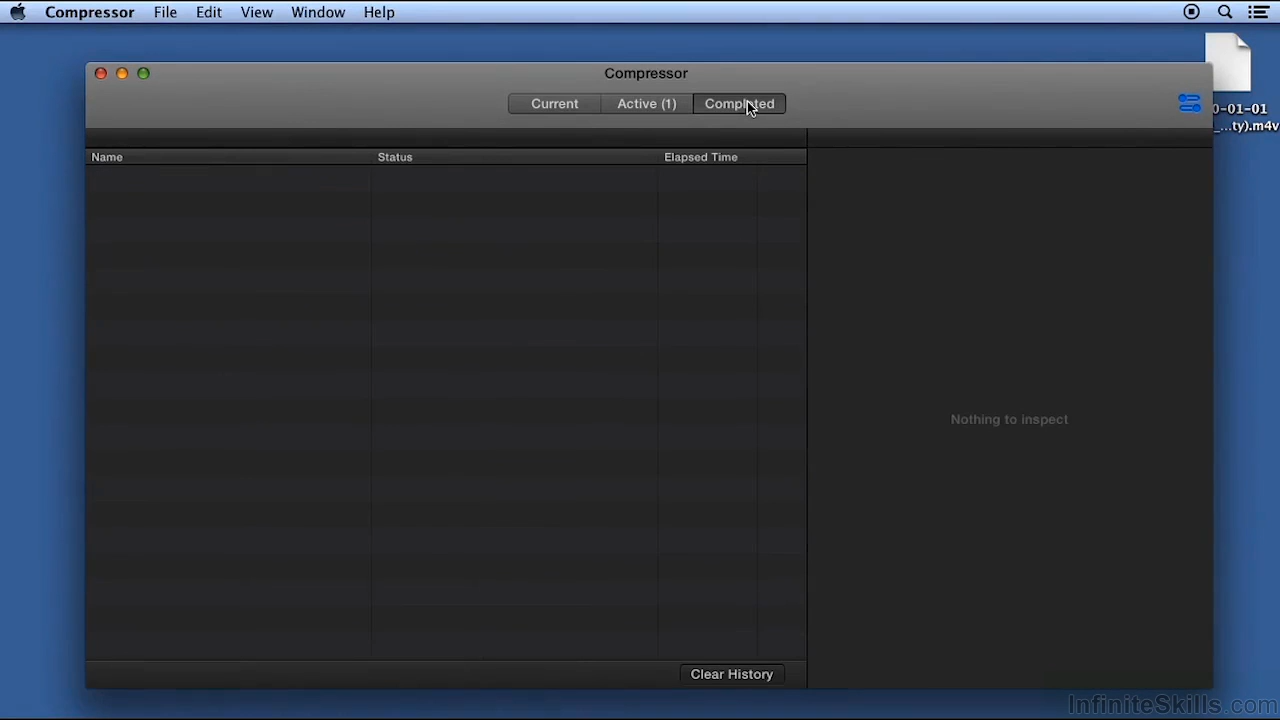 Compressor File Edit View Window Help
Compressor
Current Active (1) Completed
0-01-01
_...ty).m4v
Name Status Elapsed Time
Nothing to inspect
Clear History
InfiniteSkills.com